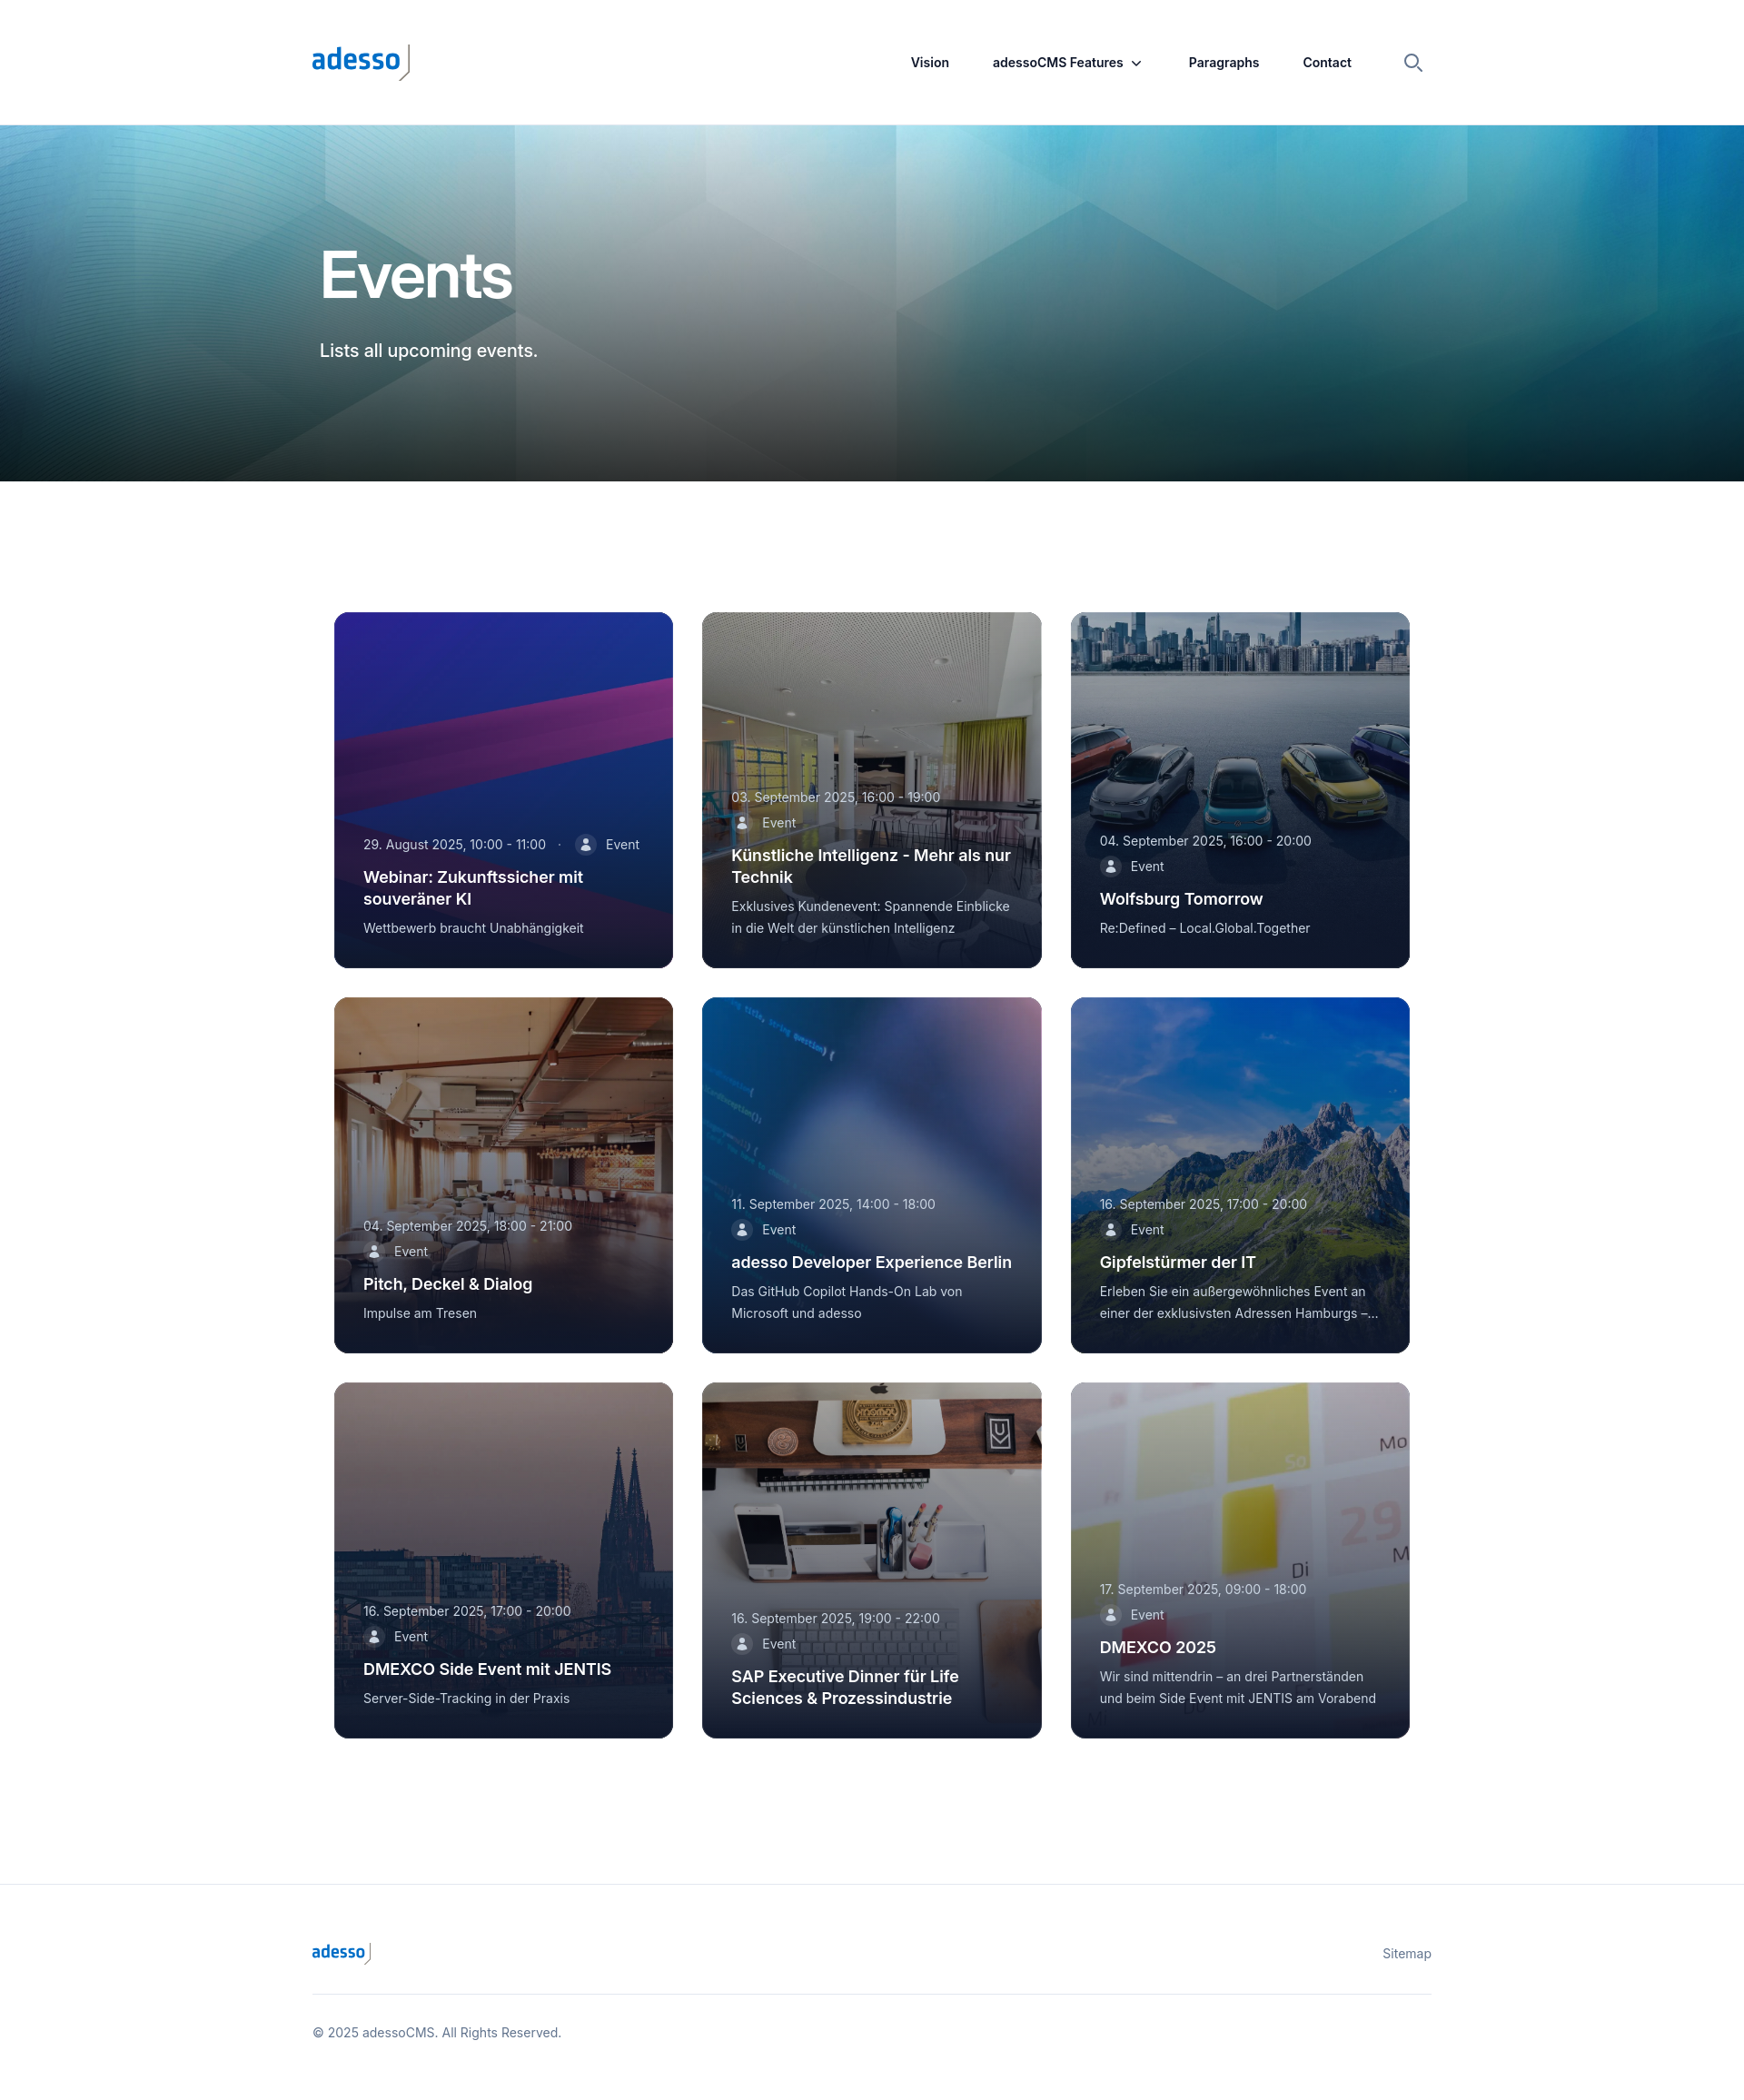 adesso
Vision
adessoCMS Features
Paragraphs
Contact
Events
Lists all upcoming events.
29. August 2025, 10:00 - 11:00 · Event
Webinar: Zukunftssicher mit
souveräner KI
Wettbewerb braucht Unabhängigkeit
03. September 2025, 16:00 - 19:00
Event
Künstliche Intelligenz - Mehr als nur
Technik
Exklusives Kundenevent: Spannende Einblicke
in die Welt der künstlichen Intelligenz
04. September 2025, 16:00 - 20:00
Event
Wolfsburg Tomorrow
Re:Defined – Local.Global.Together
04. September 2025, 18:00 - 21:00
Event
Pitch, Deckel & Dialog
Impulse am Tresen
title, string question) {
11. September 2025, 14:00 - 18:00
Event
adesso Developer Experience Berlin
Das GitHub Copilot Hands-On Lab von
Microsoft und adesso
16. September 2025, 17:00 - 20:00
Event
Gipfelstürmer der IT
Erleben Sie ein außergewöhnliches Event an
einer der exklusivsten Adressen Hamburgs –...
16. September 2025, 17:00 - 20:00
Event
DMEXCO Side Event mit JENTIS
Server-Side-Tracking in der Praxis
16. September 2025, 19:00 - 22:00
Event
SAP Executive Dinner für Life
Sciences & Prozessindustrie
Mo
So
Fr
29
Di
M
17. September 2025, 09:00 - 18:00
Event
DMEXCO 2025
Wir sind mittendrin – an drei Partnerständen
und beim Side Event mit JENTIS am Vorabend
adesso
Sitemap
© 2025 adessoCMS. All Rights Reserved.